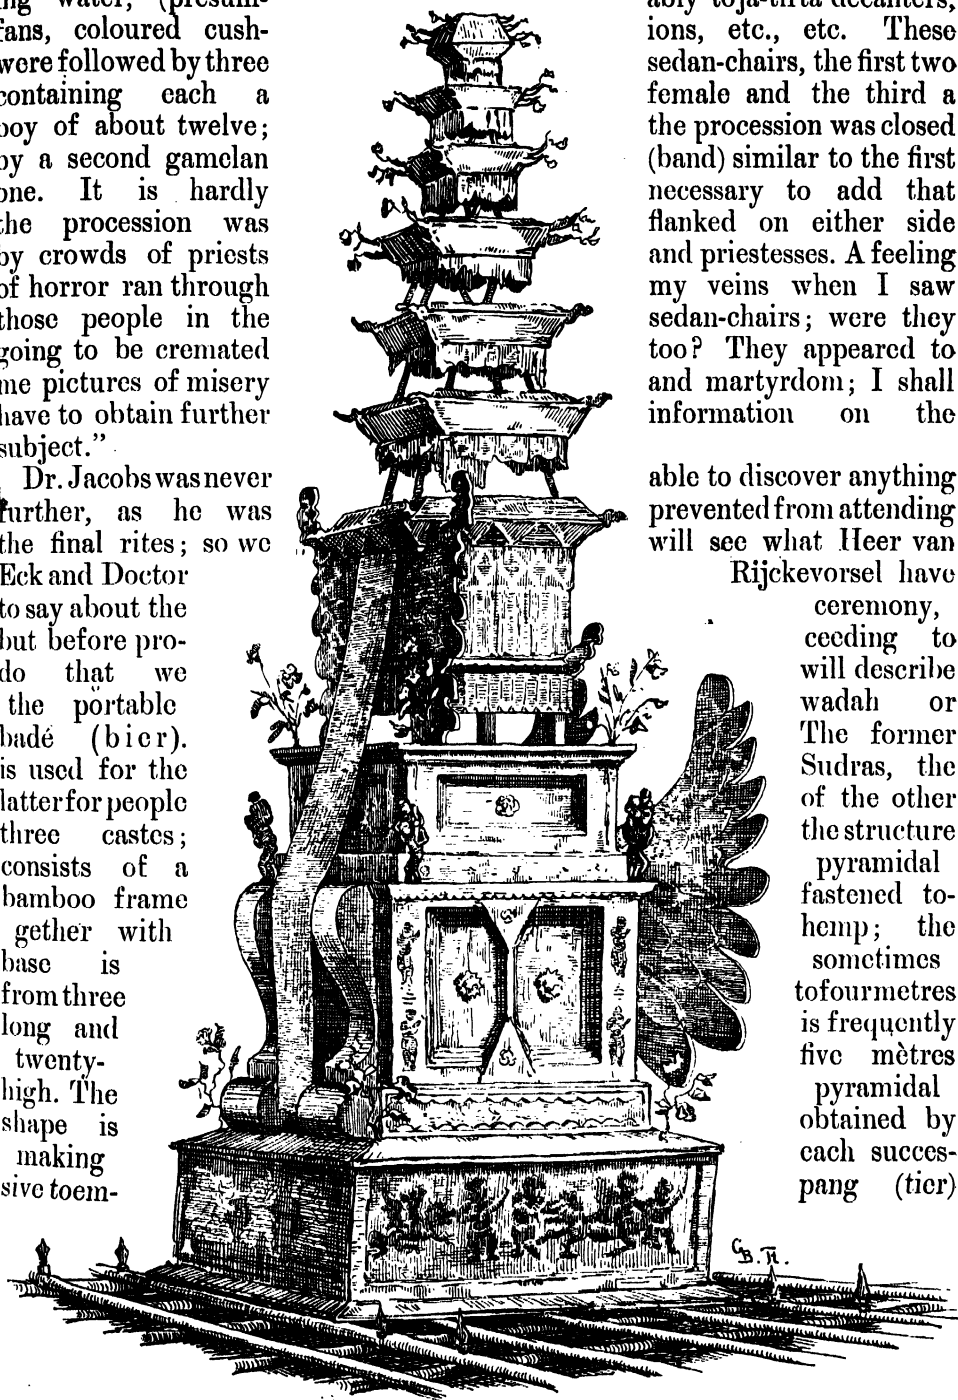 ing water, (presum- ably toja-tirta decanters,
fans, coloured cush- ions, etc., etc. These
were followed by three sedan-chairs, the first two
containing each a female and the third a
boy of about twelve; the procession was closed
by a second gamelan (band) similar to the first
one. It is hardly necessary to add that
the procession was flanked on either side
by crowds of priests and priestesses. A feeling
of horror ran through my veins when I saw
those people in the sedan-chairs; were they
going to be cremated too? They appeared to
me pictures of misery and martyrdom; I shall
have to obtain further information on the
subject."
Dr. Jacobs was never able to discover anything
further, as he was prevented from attending
the final rites; so we will see what Heer van
Eck and Doctor Rijckevorsel have
to say about the ceremony,
but before pro- ceeding to
do that we will describe
the portable wadah or
badé (bier). The former
is used for the Sudras, the
latter for people of the other
three castes; the structure
consists of a pyramidal
bamboo frame fastened to-
gether with hemp; the
base is sometimes
from three to four metres
long and is frequently
twenty- five mètres
high. The pyramidal
shape is obtained by
making each succes-
sive toem- pang (tier)